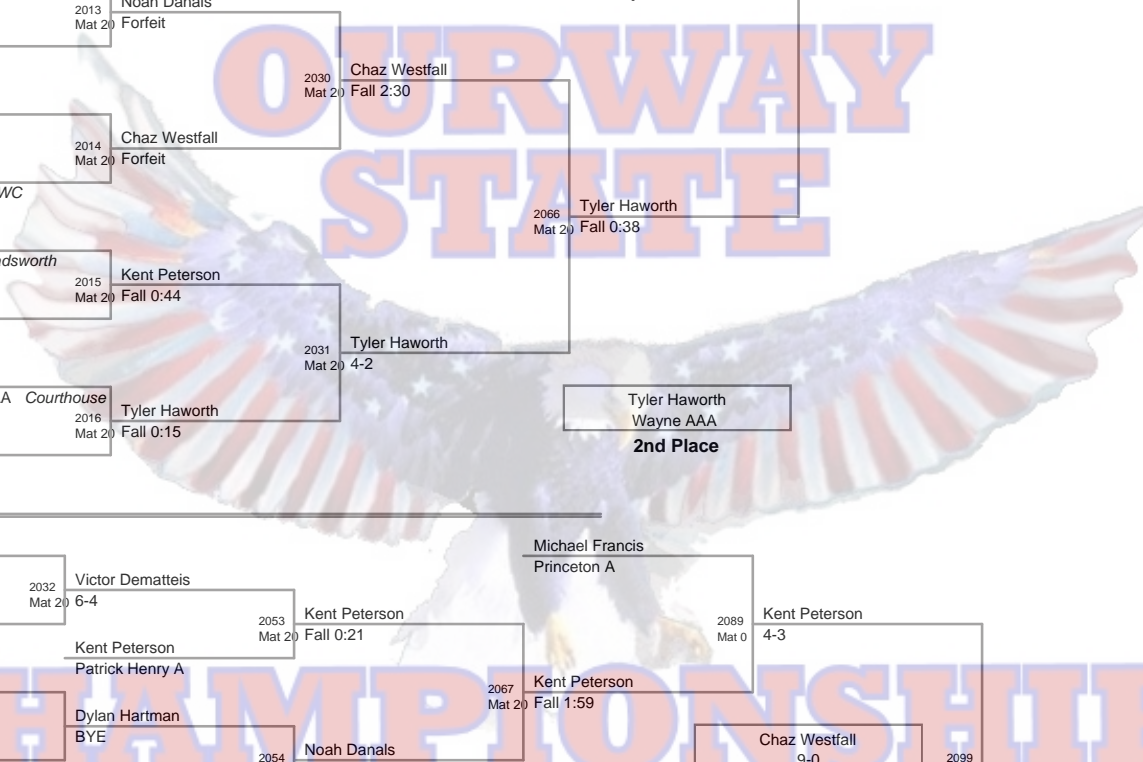 Noah Danals
2013
Mat 20 Forfeit
OURWAY
STATE
Chaz Westfall
2030
Mat 20 Fall 2:30
Chaz Westfall
2014
Mat 20 Forfeit
WC
Tyler Haworth
2066
Mat 20 Fall 0:38
dsworth
Kent Peterson
2015
Mat 20 Fall 0:44
Tyler Haworth
2031
Mat 20 4-2
A Courthouse
Tyler Haworth
2016
Mat 20 Fall 0:15
Tyler Haworth
Wayne AAA
2nd Place
Michael Francis
Princeton A
Victor Dematteis
2032
Mat 20 6-4
Kent Peterson
2053
Mat 20 Fall 0:21
Kent Peterson
2089
Mat 0 4-3
Kent Peterson
Patrick Henry A
HAMPIONSHI
Kent Peterson
2067
Mat 20 Fall 1:59
Dylan Hartman
BYE
Noah Danals
2054
Chaz Westfall
9-0
2099